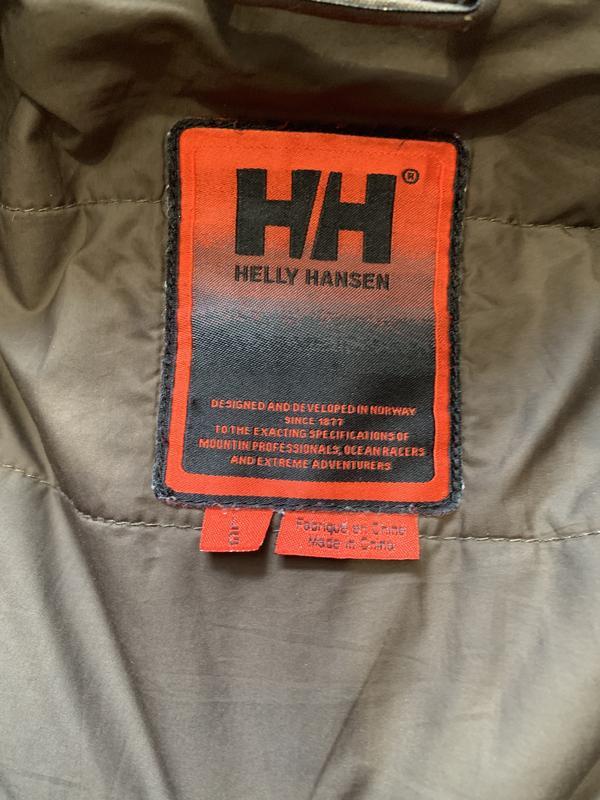 HH®
HELLY HANSEN
DESIGNED AND DEVELOPED IN NORWAY
SINCE 1877
TO THE EXACTING SPECIFICATIONS OF
MOUNTIN PROFESSIONALS, OCEAN RACERS
AND EXTREME ADVENTURERS
Fabriqué en Chine
Made in China